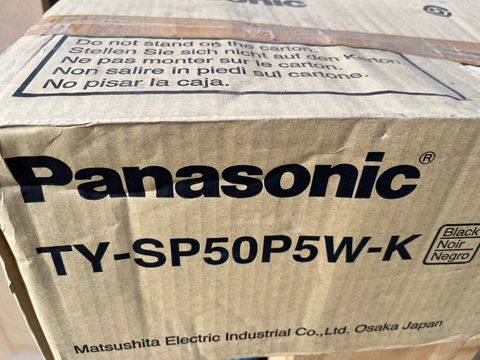 Panasonic
Do not stand on the carton.
Stellen Sie sich nicht auf den Karton.
Ne pas monter sur le carton.
Non salire in piedi sul cartone.
No pisar la caja.
Panasonic®
TY-SP50P5W-K
Black
Noir
Negro
Matsushita Electric Industrial Co.,Ltd. Osaka Japan